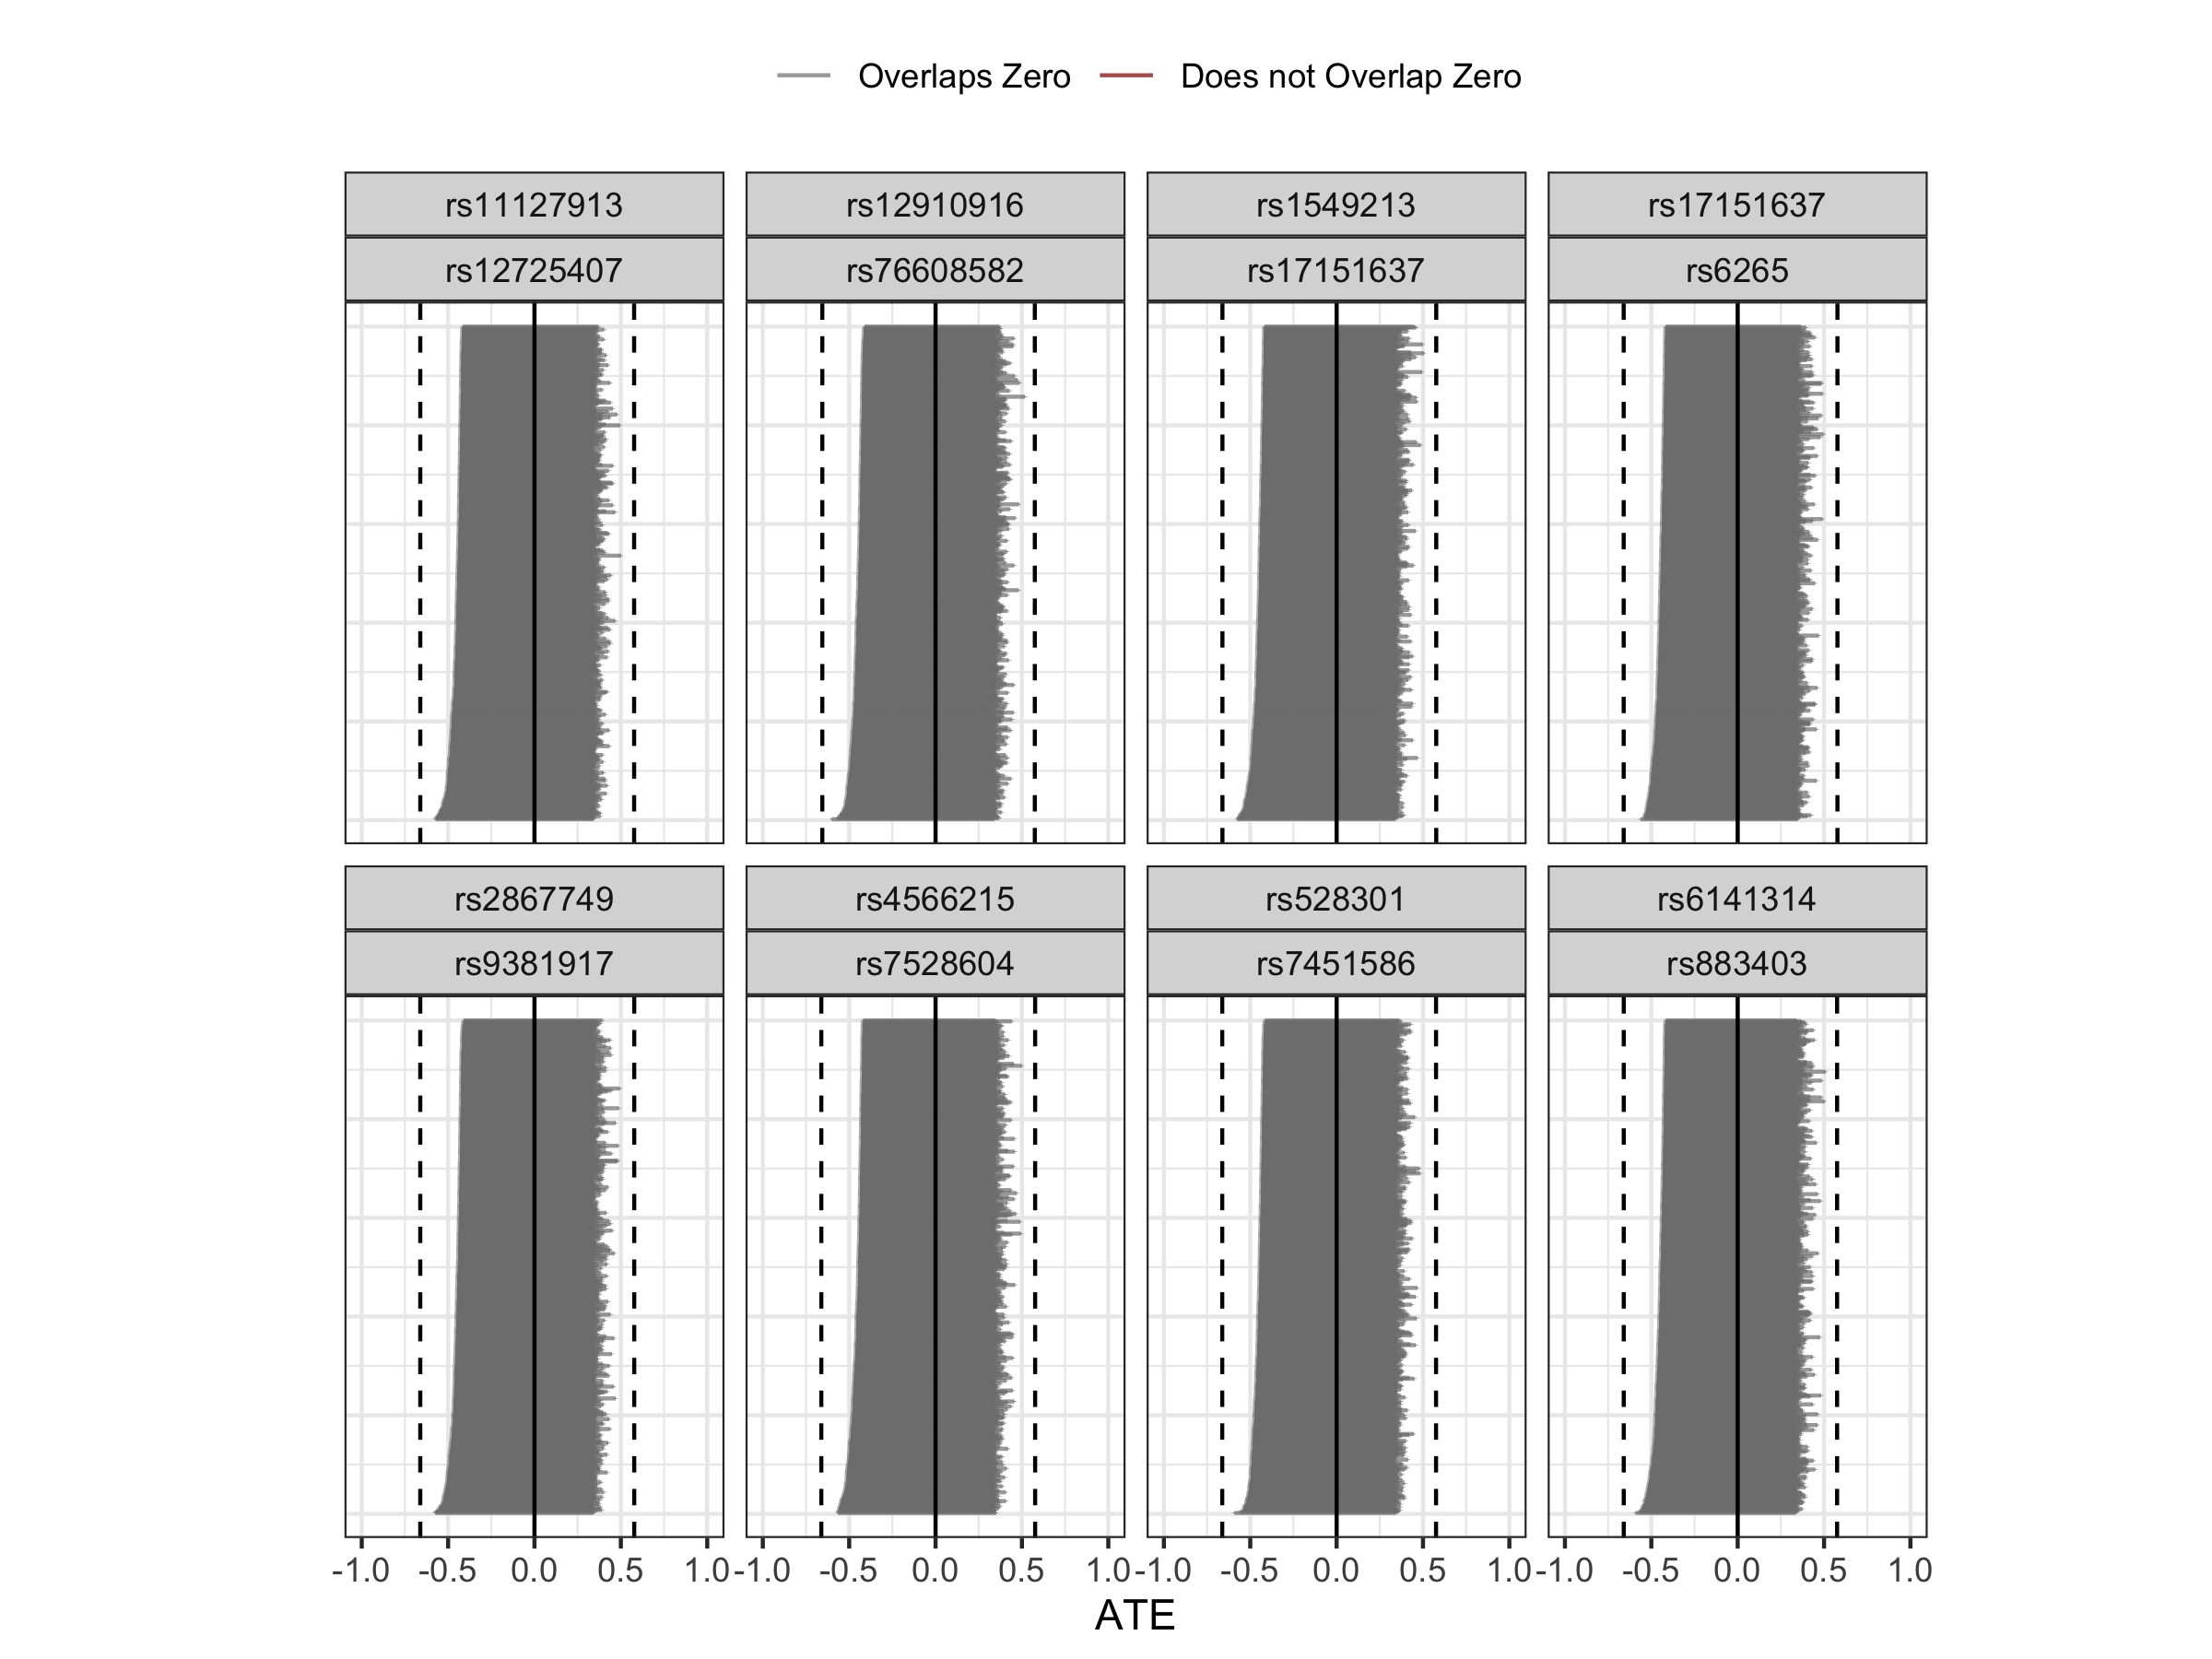 Overlaps Zero Does not Overlap Zero
rs11127913 rs12910916 rs1549213 rs17151637
rs12725407 rs76608582 rs17151637 rs6265
rs2867749 rs4566215 rs528301 rs6141314
rs9381917 rs7528604 rs7451586 rs883403
-1.0 -0.5 0.0 0.5 1.0 -1.0 -0.5 0.0 0.5 1.0 -1.0 -0.5 0.0 0.5 1.0 -1.0 -0.5 0.0 0.5 1.0
ATE